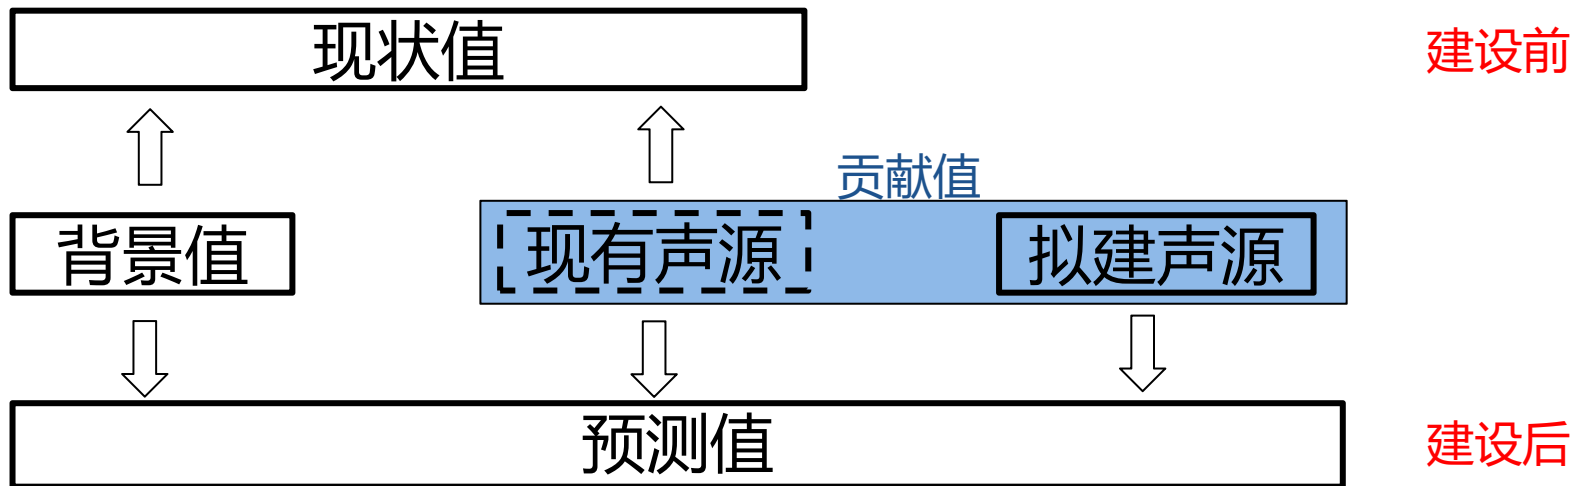 现状值
建设前
贡献值
背景值
现有声源
拟建声源
预测值
建设后